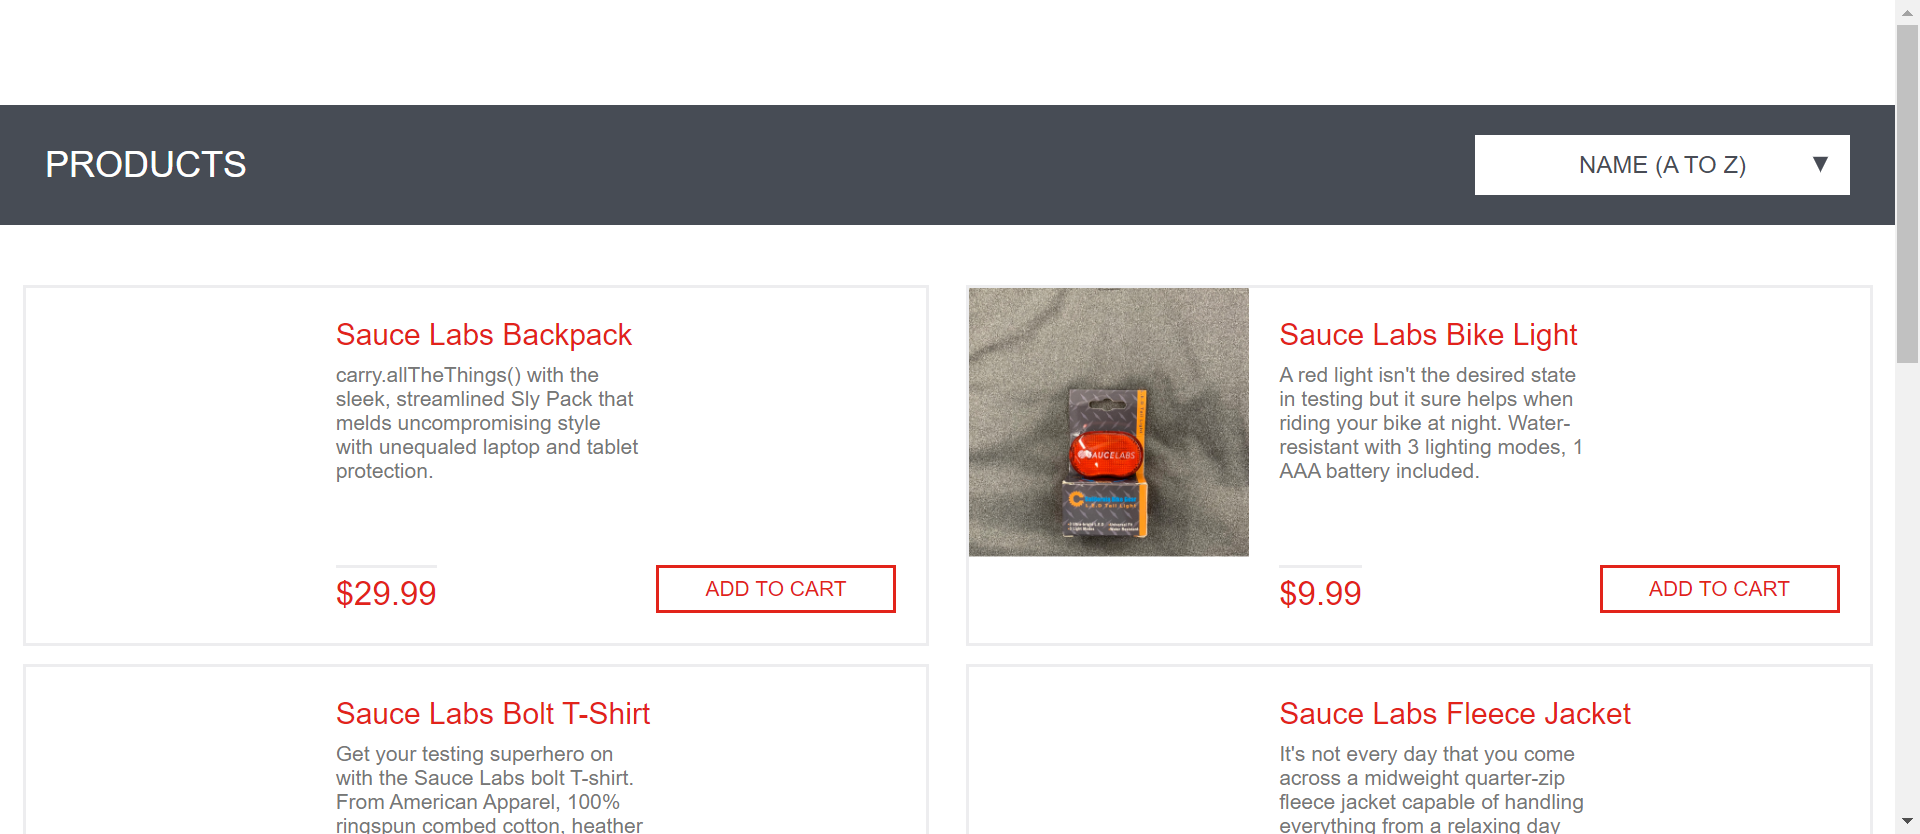 PRODUCTS
NAME (A TO Z)
Sauce Labs Backpack
carry.allTheThings() with the
sleek, streamlined Sly Pack that
melds uncompromising style
with unequaled laptop and tablet
protection.
$29.99
ADD TO CART
SAUCELABS
Sauce Labs Bike Light
A red light isn't the desired state
in testing but it sure helps when
riding your bike at night. Water-
resistant with 3 lighting modes, 1
AAA battery included.
$9.99
ADD TO CART
Sauce Labs Bolt T-Shirt
Get your testing superhero on
with the Sauce Labs bolt T-shirt.
From American Apparel, 100%
ringspun combed cotton, heather
Sauce Labs Fleece Jacket
It's not every day that you come
across a midweight quarter-zip
fleece jacket capable of handling
everything from a relaxing day